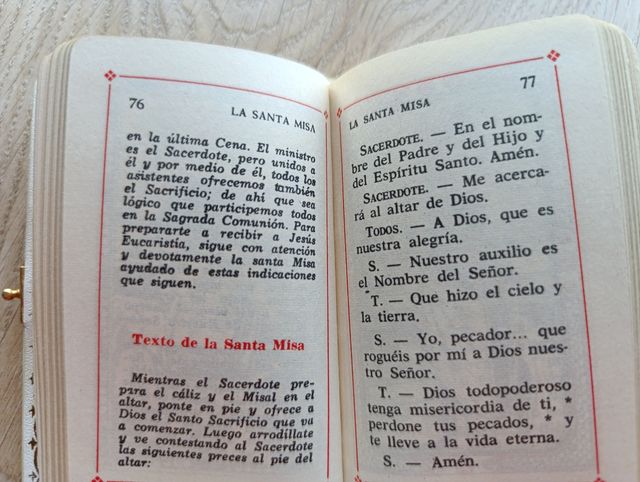 76
LA SANTA MISA
en la última Cena. El ministro
es el Sacerdote, pero unidos a
él y por medio de él, todos los
asistentes ofrecemos también
el Sacrificio; de ahí que sea
lógico que participemos todos
en la Sagrada Comunión. Para
prepararte a recibir a Jesús
Eucaristía, sigue con atención
y devotamente la santa Misa
ayudado de estas indicaciones
que siguen.
Texto de la Santa Misa
Mientras el Sacerdote pre-
para el cáliz y el Misal en el
altar, ponte en pie y ofrece a
Dios el Santo Sacrificio que va
a comenzar. Luego arrodíllate
y ve contestando al Sacerdote
las siguientes preces al pie del
altar:
LA SANTA MISA
77
SACERDOTE. — En el nom-
bre del Padre y del Hijo y
del Espíritu Santo. Amén.
SACERDOTE. — Me acerca-
rá al altar de Dios.
TODOS. — A Dios, que es
nuestra alegría.
S. — Nuestro auxilio es
el Nombre del Señor.
T. — Que hizo el cielo y
la tierra.
S. — Yo, pecador... que
roguéis por mí a Dios nues-
tro Señor.
T. — Dios todopoderoso
tenga misericordia de ti, *
perdone tus pecados, * y
te lleve a la vida eterna.
S. — Amén.